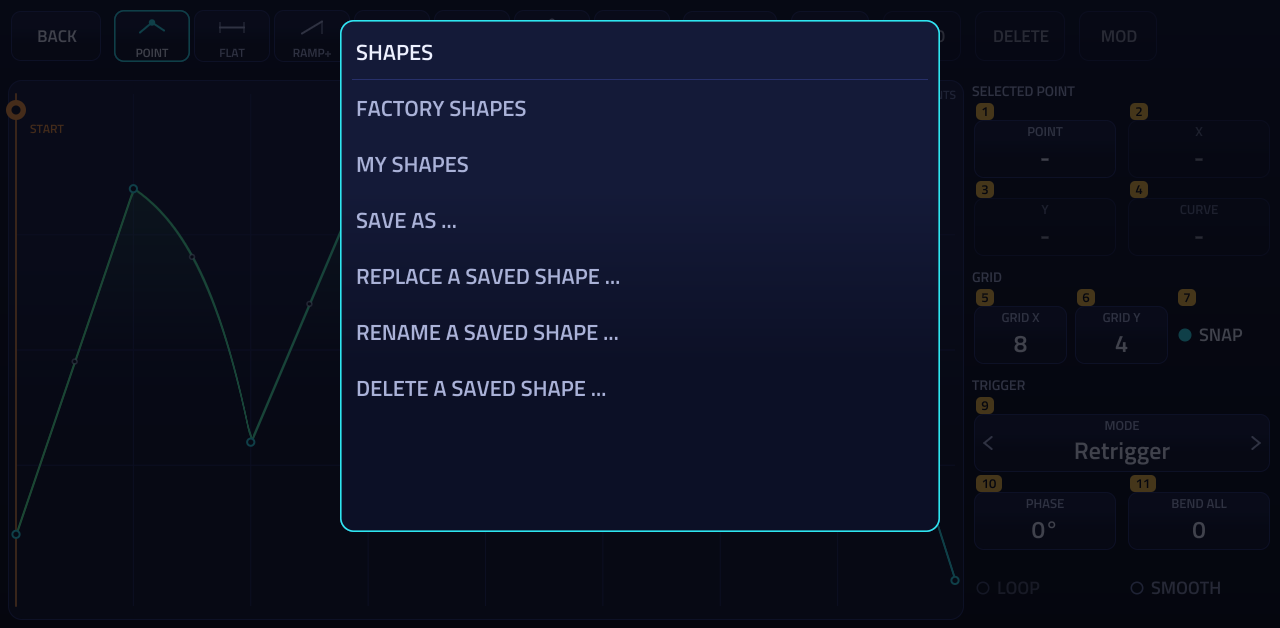 BACK
POINT
FLAT
RAMP+
DELETE
MOD
SHAPES
FACTORY SHAPES
MY SHAPES
SAVE AS ...
REPLACE A SAVED SHAPE ...
RENAME A SAVED SHAPE ...
DELETE A SAVED SHAPE ...
START
SELECTED POINT
1
2
POINT
X
-
-
3
4
Y
CURVE
-
-
GRID
5
6
7
GRID X
GRID Y
8
4
SNAP
TRIGGER
9
MODE
Retrigger
10
11
PHASE
BEND ALL
0°
0
LOOP
SMOOTH